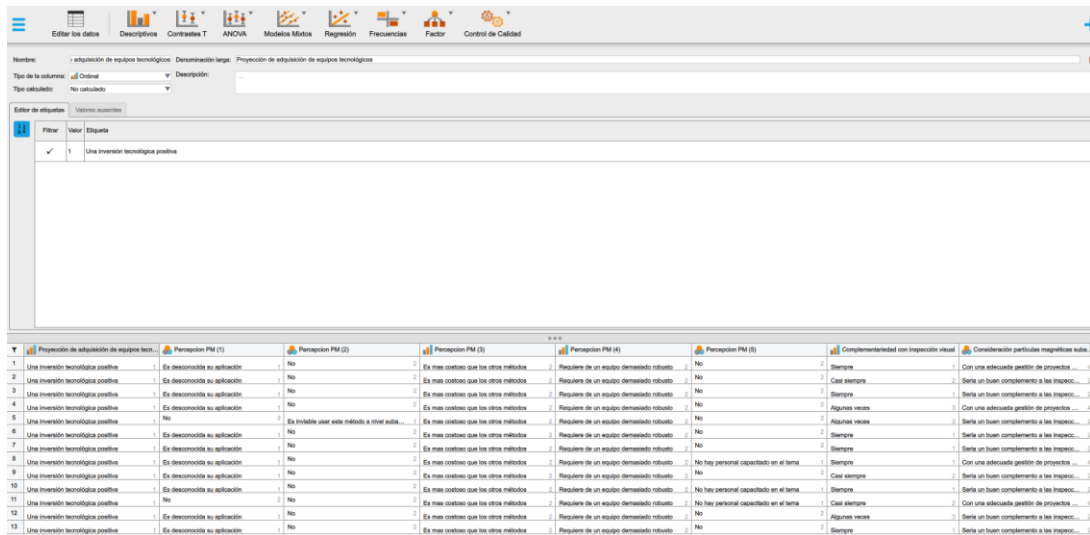 Editar los datos Descriptivos Contrastes T ANOVA Modelos Mixtos Regresión Frecuencias Factor Control de Calidad
Nombre: adquisición de equipos tecnológicos Denominación larga: Proyección de adquisición de equipos tecnológicos
Tipo de la columna: Ordinal Descripción: ...
Tipo calculado: No calculado
Editor de etiquetas Valores ausentes
Filtrar Valor Etiqueta
✓ 1 Una inversión tecnológica positiva
Proyección de adquisición de equipos tecn... Percepcion PM (1) Percepcion PM (2) Percepcion PM (3) Percepcion PM (4) Percepcion PM (5) Complementariedad con inspección visual Consideración partículas magnéticas suba...
1 Una inversión tecnológica positiva 1 Es desconocida su aplicación 1 No 2 Es mas costoso que los otros métodos 2 Requiere de un equipo demasiado robusto 2 No 2 Siempre 1 Con una adecuada gestión de proyectos ...
2 Una inversión tecnológica positiva 1 Es desconocida su aplicación 1 No 2 Es mas costoso que los otros métodos 2 Requiere de un equipo demasiado robusto 2 No 2 Casi siempre 2 Sería un buen complemento a las inspecc...
3 Una inversión tecnológica positiva 1 Es desconocida su aplicación 1 No 2 Es mas costoso que los otros métodos 2 Requiere de un equipo demasiado robusto 2 No 2 Siempre 1 Sería un buen complemento a las inspecc...
4 Una inversión tecnológica positiva 1 Es desconocida su aplicación 1 No 2 Es mas costoso que los otros métodos 2 Requiere de un equipo demasiado robusto 2 No 2 Algunas veces 3 Con una adecuada gestión de proyectos ...
5 Una inversión tecnológica positiva 1 No 2 Es inviable usar este método a nivel suba... 1 Es mas costoso que los otros métodos 2 Requiere de un equipo demasiado robusto 2 No 2 Algunas veces 3 Sería un buen complemento a las inspecc...
6 Una inversión tecnológica positiva 1 Es desconocida su aplicación 1 No 2 Es mas costoso que los otros métodos 2 Requiere de un equipo demasiado robusto 2 No 2 Siempre 1 Sería un buen complemento a las inspecc...
7 Una inversión tecnológica positiva 1 Es desconocida su aplicación 1 No 2 Es mas costoso que los otros métodos 2 Requiere de un equipo demasiado robusto 2 No 2 Siempre 1 Sería un buen complemento a las inspecc...
8 Una inversión tecnológica positiva 1 Es desconocida su aplicación 1 No 2 Es mas costoso que los otros métodos 2 Requiere de un equipo demasiado robusto 2 No hay personal capacitado en el tema 1 Siempre 1 Con una adecuada gestión de proyectos ...
9 Una inversión tecnológica positiva 1 Es desconocida su aplicación 1 No 2 Es mas costoso que los otros métodos 2 Requiere de un equipo demasiado robusto 2 No 2 Casi siempre 2 Sería un buen complemento a las inspecc...
10 Una inversión tecnológica positiva 1 Es desconocida su aplicación 1 No 2 Es mas costoso que los otros métodos 2 Requiere de un equipo demasiado robusto 2 No hay personal capacitado en el tema 1 Siempre 1 Sería un buen complemento a las inspecc...
11 Una inversión tecnológica positiva 1 No 2 No 2 Es mas costoso que los otros métodos 2 Requiere de un equipo demasiado robusto 2 No hay personal capacitado en el tema 1 Casi siempre 2 Con una adecuada gestión de proyectos ...
12 Una inversión tecnológica positiva 1 Es desconocida su aplicación 1 No 2 Es mas costoso que los otros métodos 2 Requiere de un equipo demasiado robusto 2 No 2 Algunas veces 3 Sería un buen complemento a las inspecc...
13 Una inversión tecnológica positiva 1 Es desconocida su aplicación 1 No 2 Es mas costoso que los otros métodos 2 Requiere de un equipo demasiado robusto 2 No 2 Siempre 1 Sería un buen complemento a las inspecc...